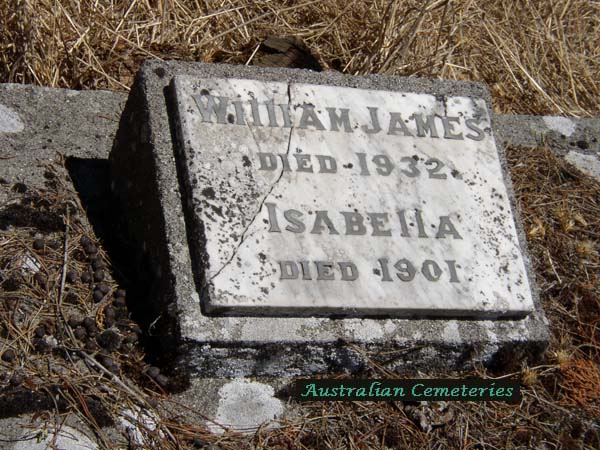 William James
Died 1932.
Isabella
Died 1901
Australian Cemeteries